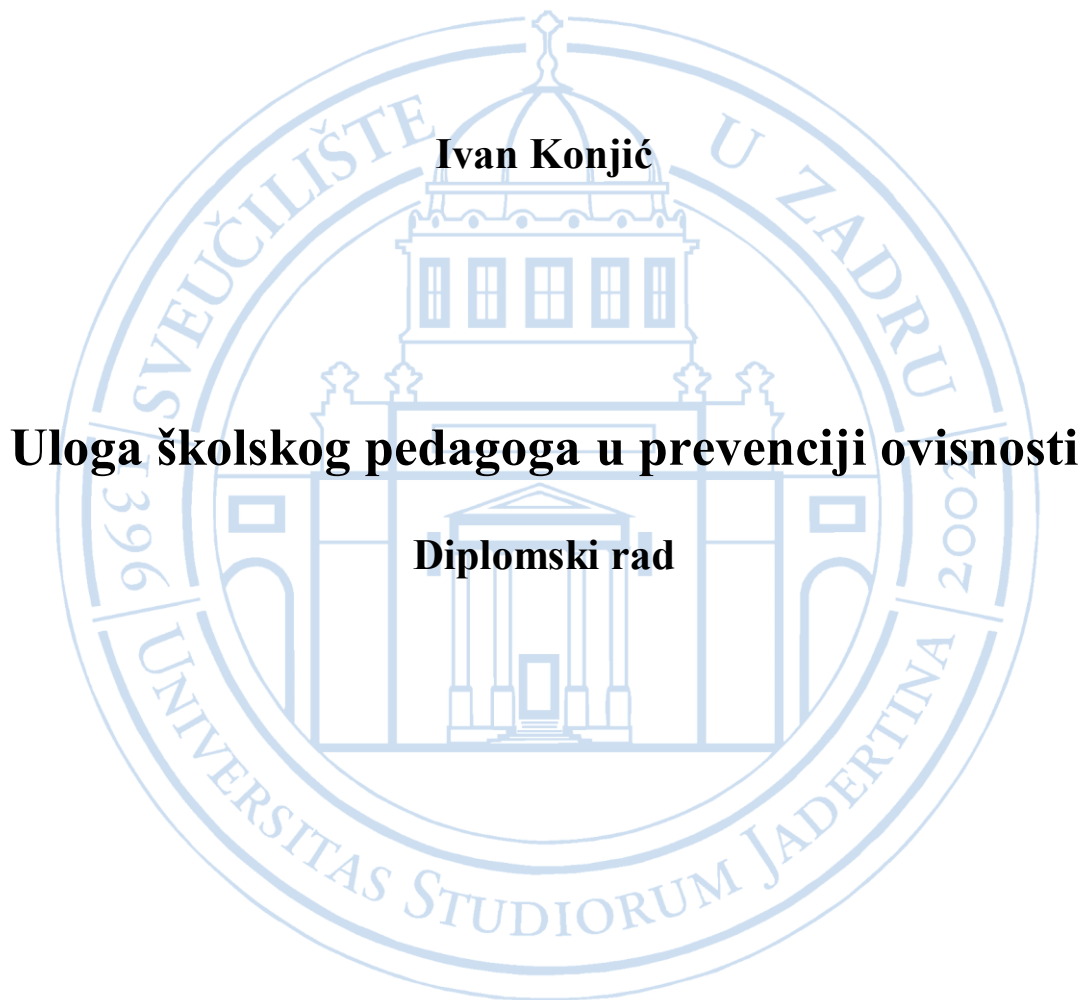 Ivan Konjić
Uloga školskog pedagoga u prevenciji ovisnosti
Diplomski rad
SVEUČILIŠTE U ZADRU
1396
2002
UNIVERSITAS STUDIORUM JADERTINA